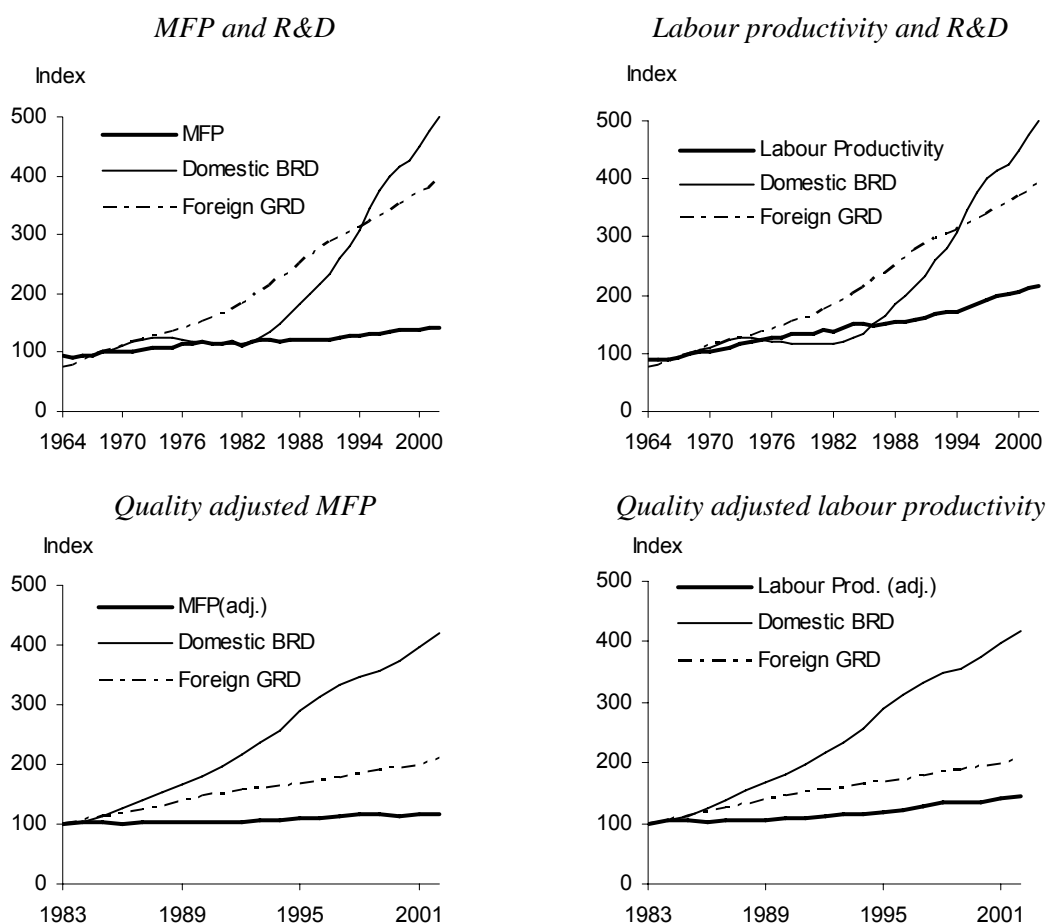 MFP and R&D
Index
500
400
300
200
100
0
MFP
Domestic BRD
Foreign GRD
1964 1970 1976 1982 1988 1994 2000
Labour productivity and R&D
Index
500
400
300
200
100
0
Labour Productivity
Domestic BRD
Foreign GRD
1964 1970 1976 1982 1988 1994 2000
Quality adjusted MFP
Index
500
400
300
200
100
0
MFP(adj.)
Domestic BRD
Foreign GRD
1983 1989 1995 2001
Quality adjusted labour productivity
Index
500
400
300
200
100
0
Labour Prod. (adj.)
Domestic BRD
Foreign GRD
1983 1989 1995 2001